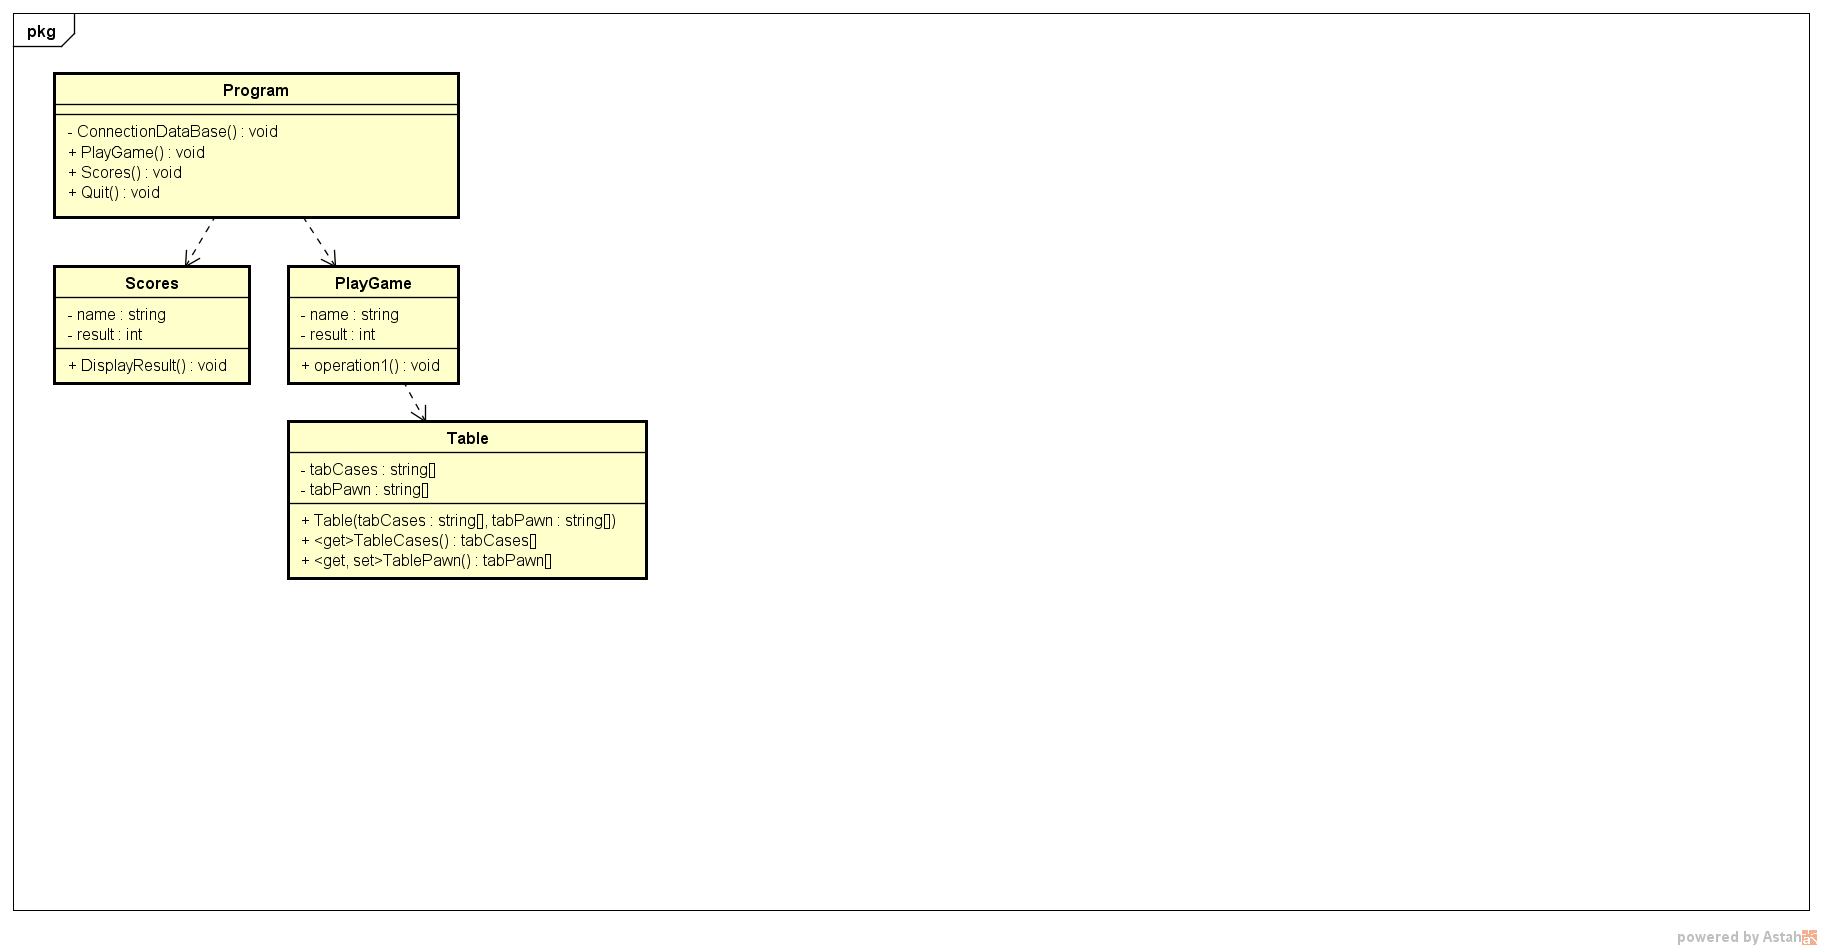 pkg
Program
- ConnectionDataBase() : void
+ PlayGame() : void
+ Scores() : void
+ Quit() : void
Scores
- name : string
- result : int
+ DisplayResult() : void
PlayGame
- name : string
- result : int
+ operation1() : void
Table
- tabCases : string[]
- tabPawn : string[]
+ Table(tabCases : string[], tabPawn : string[])
+ <get>TableCases() : tabCases[]
+ <get, set>TablePawn() : tabPawn[]
powered by Astah